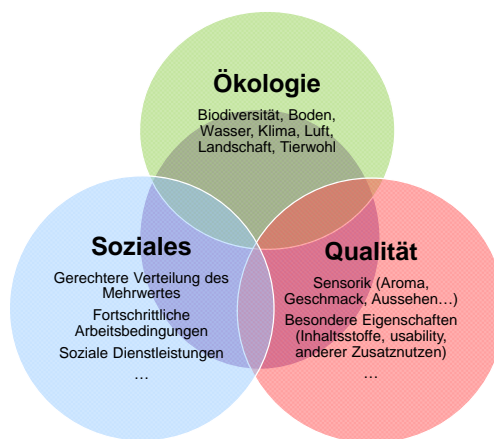 Ökologie
Biodiversität, Boden,
Wasser, Klima, Luft,
Landschaft, Tierwohl
Soziales
Gerechtere Verteilung des
Mehrwertes
Fortschrittliche
Arbeitsbedingungen
Soziale Dienstleistungen
…
Qualität
Sensorik (Aroma,
Geschmack, Aussehen…)
Besondere Eigenschaften
(Inhaltsstoffe, usability,
anderer Zusatznutzen)
…